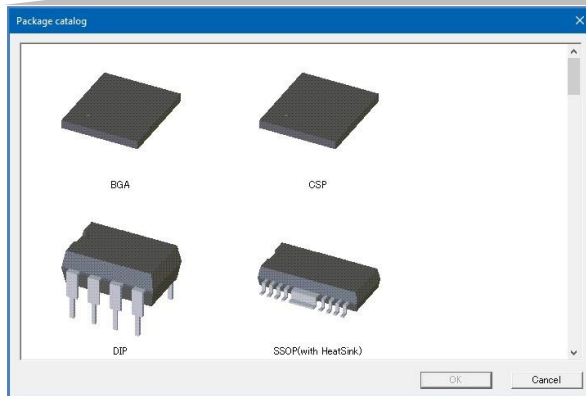 Package catalog
BGA
CSP
DIP
SSOP(with HeatSink)
OK
Cancel